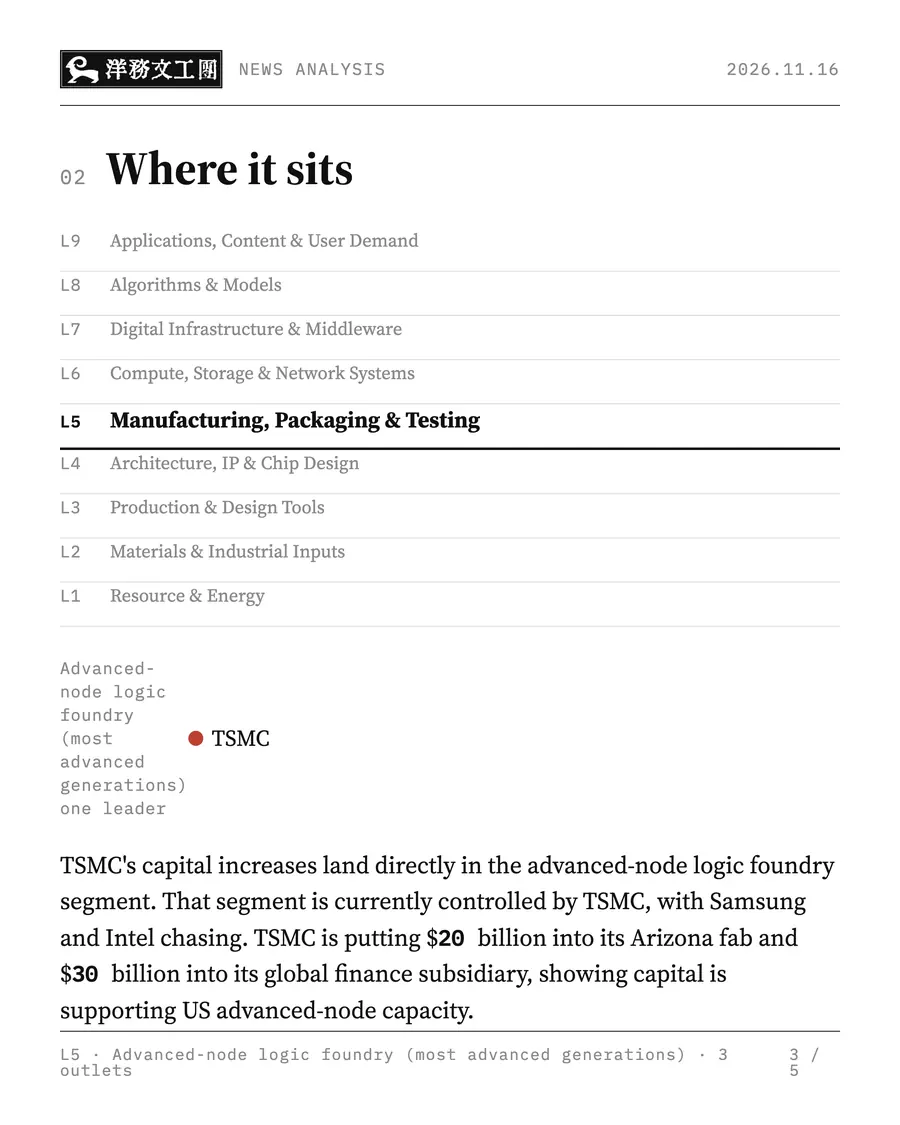 洋務文工團 NEWS ANALYSIS 2026.11.16
02 Where it sits
L9 Applications, Content & User Demand
L8 Algorithms & Models
L7 Digital Infrastructure & Middleware
L6 Compute, Storage & Network Systems
L5 Manufacturing, Packaging & Testing
L4 Architecture, IP & Chip Design
L3 Production & Design Tools
L2 Materials & Industrial Inputs
L1 Resource & Energy
Advanced-
node logic
foundry
(most
advanced
generations)
one leader
TSMC
TSMC's capital increases land directly in the advanced-node logic foundry
segment. That segment is currently controlled by TSMC, with Samsung
and Intel chasing. TSMC is putting $20 billion into its Arizona fab and
$30 billion into its global finance subsidiary, showing capital is
supporting US advanced-node capacity.
L5 · Advanced-node logic foundry (most advanced generations) · 3
outlets
3 /
5